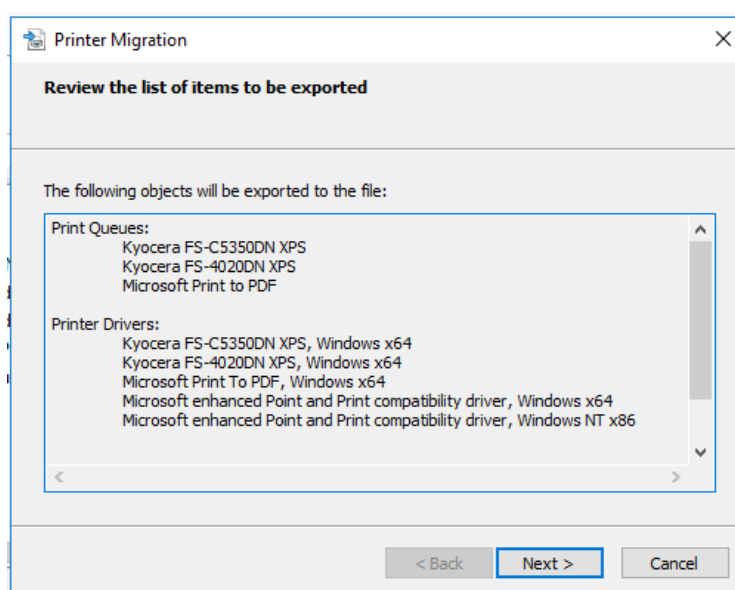 Printer Migration
Review the list of items to be exported
The following objects will be exported to the file:
Print Queues:
Kyocera FS-C5350DN XPS
Kyocera FS-4020DN XPS
Microsoft Print to PDF
Printer Drivers:
Kyocera FS-C5350DN XPS, Windows x64
Kyocera FS-4020DN XPS, Windows x64
Microsoft Print To PDF, Windows x64
Microsoft enhanced Point and Print compatibility driver, Windows x64
Microsoft enhanced Point and Print compatibility driver, Windows NT x86
< Back Next > Cancel